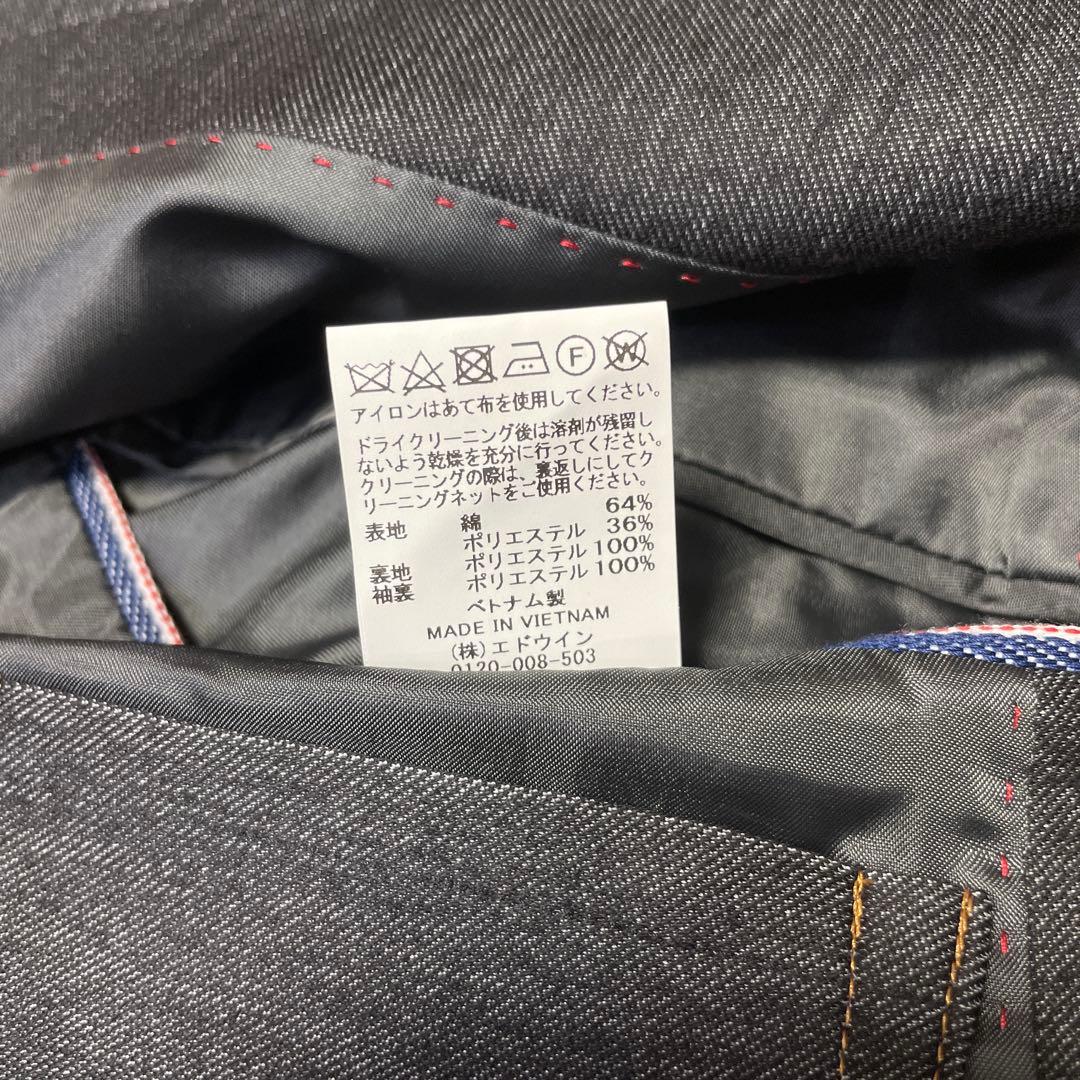 F W
アイロンはあて布を使用してください。
ドライクリーニング後は溶剤が残留し
ないよう乾燥を充分に行ってください。
クリーニングの際は、裏返しにしてク
リーニングネットをご使用ください。
表地 綿 64%
ポリエステル 36%
裏地 ポリエステル 100%
袖裏 ポリエステル 100%
ベトナム製
MADE IN VIETNAM
(株)エドウイン
0120-008-503